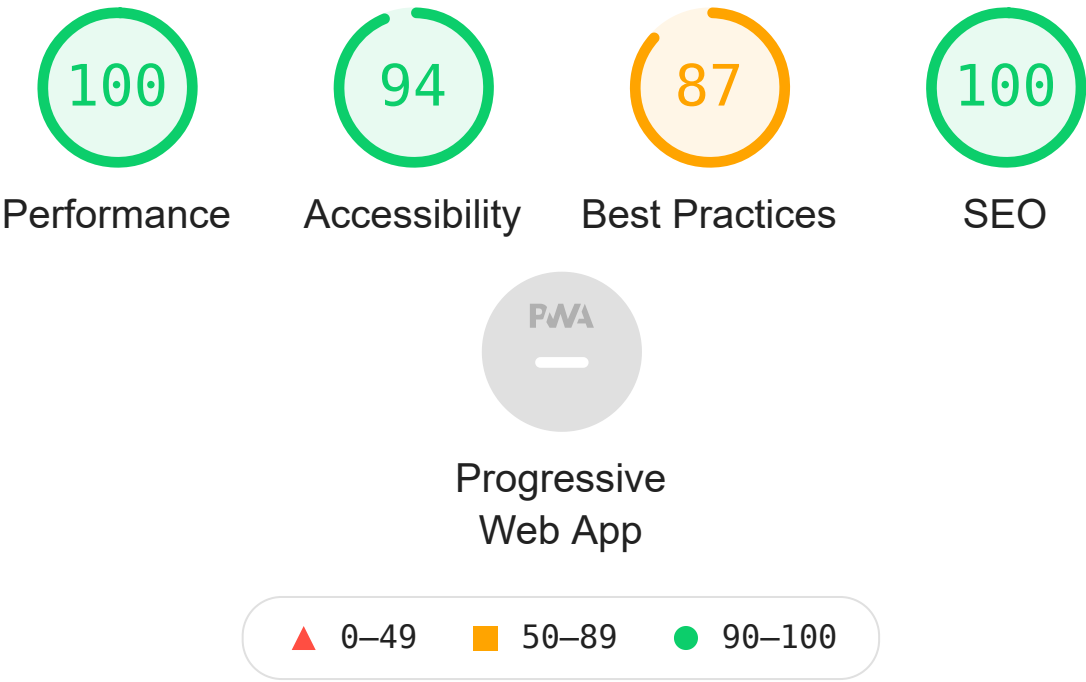 100 94 87 100
Performance Accessibility Best Practices SEO
PWA
Progressive
Web App
0–49 50–89 90–100